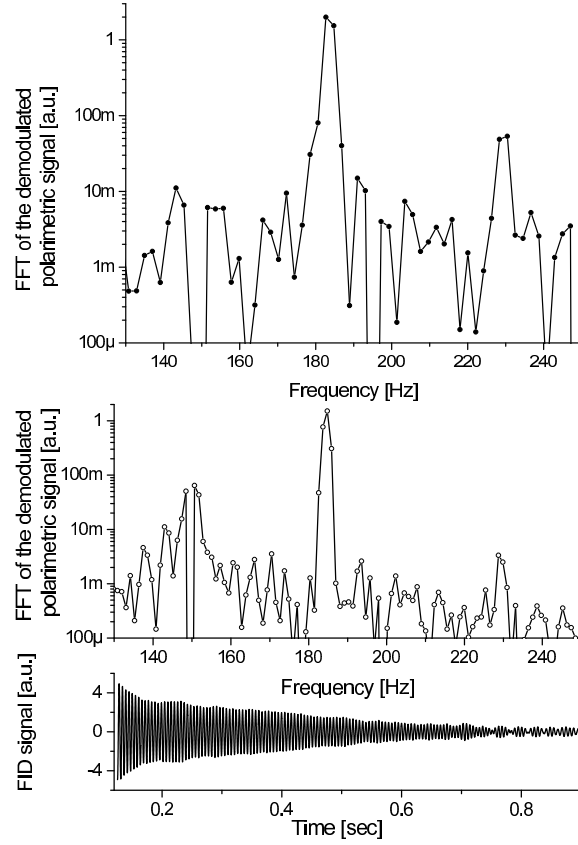 FFT of the demodulated
polarimetric signal [a.u.]
1
100m
10m
1m
100µ
140 160 180 200 220 240
Frequency [Hz]
FFT of the demodulated
polarimetric signal [a.u.]
1
100m
10m
1m
100µ
140 160 180 200 220 240
Frequency [Hz]
FID signal [a.u.]
4
0
-4
0.2 0.4 0.6 0.8
Time [sec]